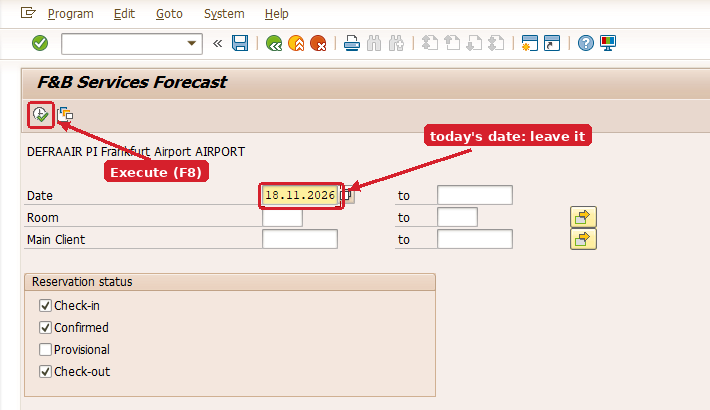 Program Edit Goto System Help
F&B Services Forecast
today's date: leave it
DEFRAAIR PI Frankfurt Airport AIRPORT
Execute (F8)
Date 18.11.2026 to
Room to
Main Client to
Reservation status
Check-in
Confirmed
Provisional
Check-out